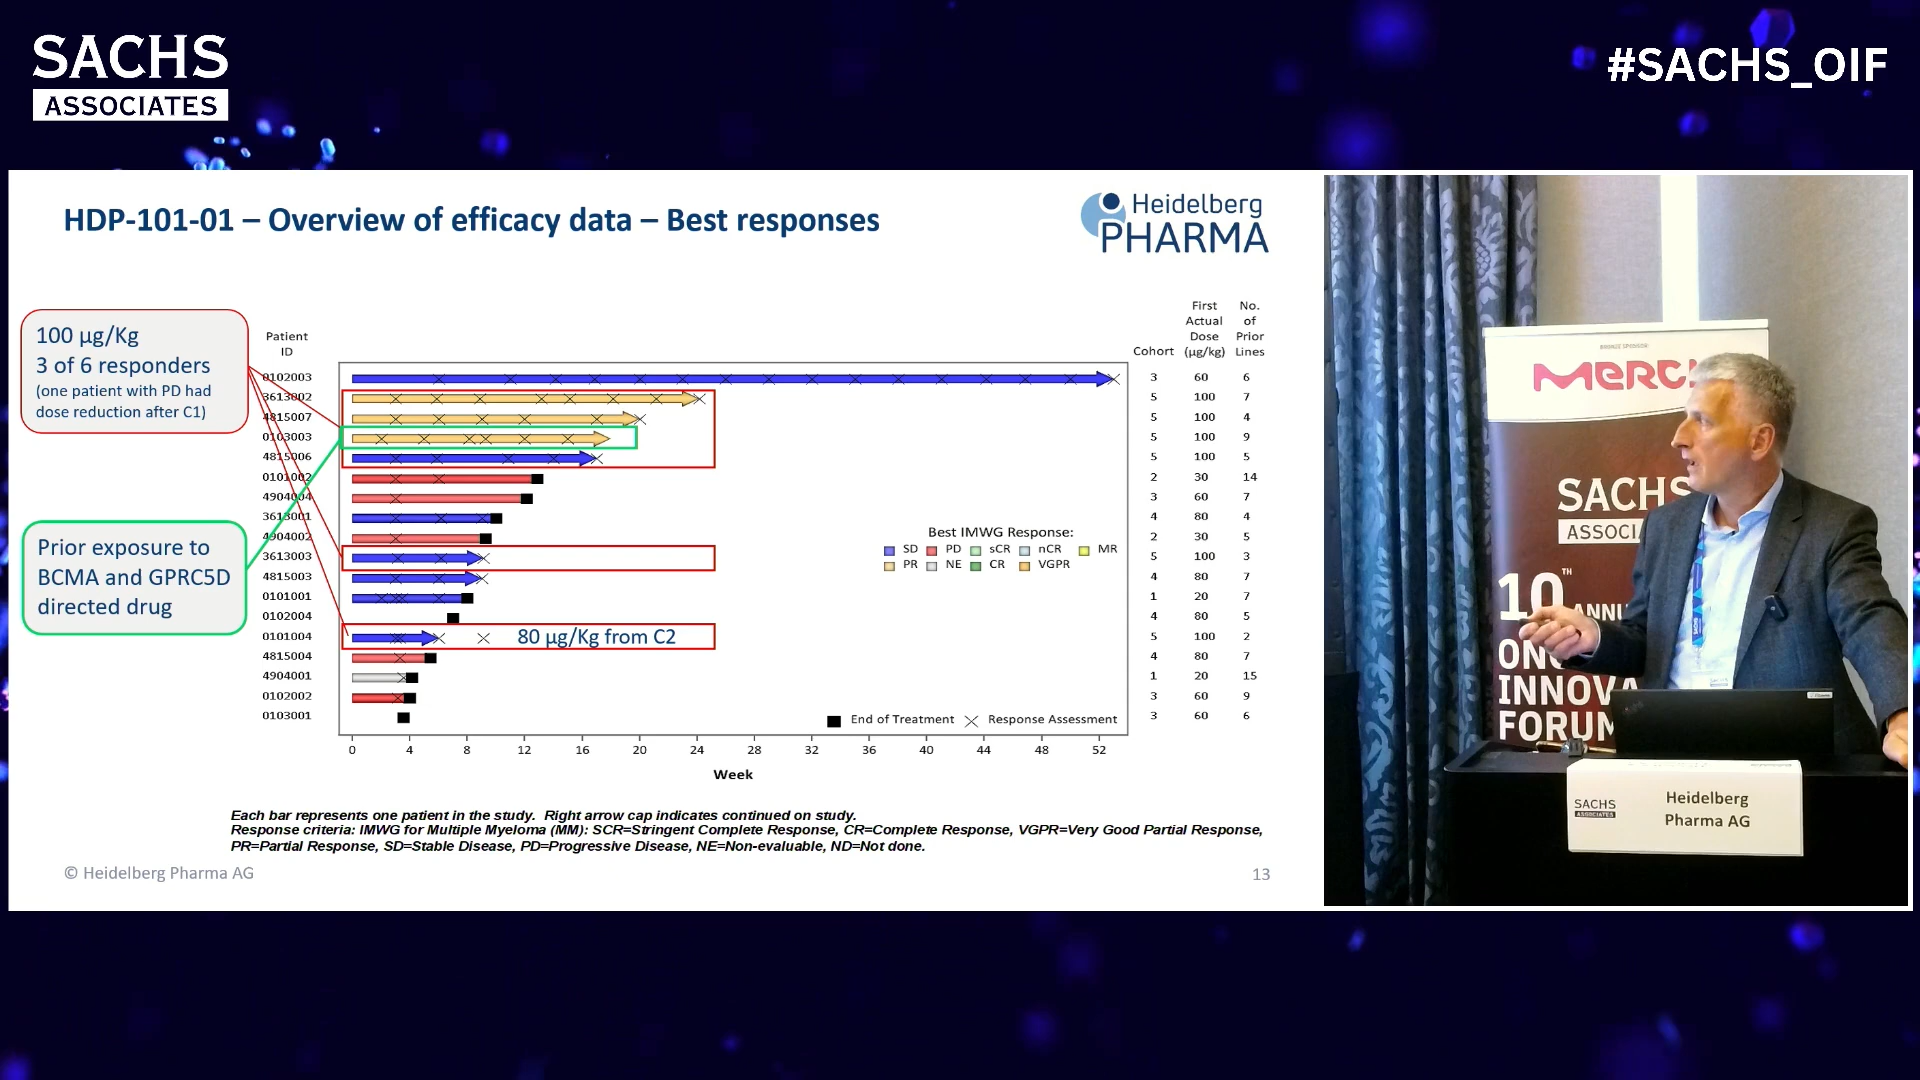 SACHS
ASSOCIATES
#SACHS_OIF
HDP-101-01 – Overview of efficacy data – Best responses
Heidelberg
PHARMA
100 µg/Kg
3 of 6 responders
(one patient with PD had
dose reduction after C1)
Prior exposure to
BCMA and GPRC5D
directed drug
Patient
ID
Cohort
First
Actual
Dose
(µg/kg)
No.
of
Prior
Lines
0102003 3 60 6
3613002 5 100 7
4815007 5 100 4
0103003 5 100 9
4815006 5 100 5
0101002 2 30 14
4904004 3 60 7
3613001 4 80 4
4904002 2 30 5
3613003 5 100 3
4815003 4 80 7
0101001 1 20 7
0102004 4 80 5
0101004 80 µg/Kg from C2 5 100 2
4815004 4 80 7
4904001 1 20 15
0102002 3 60 9
0103001 3 60 6
Best IMWG Response:
SD PD sCR nCR MR
PR NE CR VGPR
End of Treatment Response Assessment
0 4 8 12 16 20 24 28 32 36 40 44 48 52
Week
Each bar represents one patient in the study. Right arrow cap indicates continued on study.
Response criteria: IMWG for Multiple Myeloma (MM): SCR=Stringent Complete Response, CR=Complete Response, VGPR=Very Good Partial Response,
PR=Partial Response, SD=Stable Disease, PD=Progressive Disease, NE=Non-evaluable, ND=Not done.
© Heidelberg Pharma AG
13
BRONZE SPONSOR
MERC
SACHS
ASSOCIA
10TH ANNU
ONC
INNOVA
FORUM
SACHS
ASSOCIATES
Heidelberg
Pharma AG